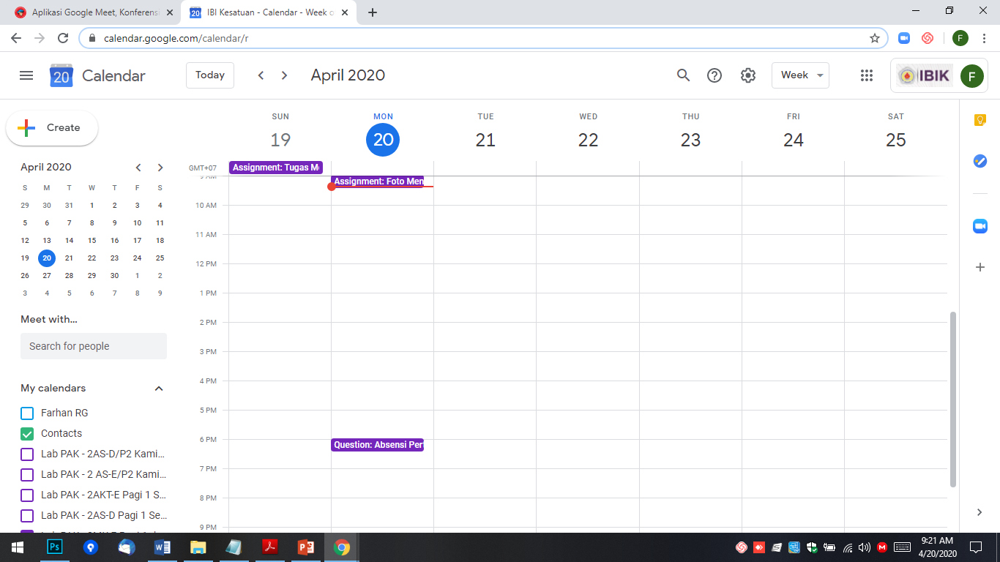 Aplikasi Google Meet, Konferensi
IBI Kesatuan - Calendar - Week o
calendar.google.com/calendar/r
F
20
Calendar
Today
April 2020
Week
IBIK
F
Create
SUN MON TUE WED THU FRI SAT
19 20 21 22 23 24 25
GMT+07
Assignment: Tugas M
9 AM
Assignment: Foto Men
10 AM
11 AM
12 PM
1 PM
2 PM
3 PM
4 PM
5 PM
6 PM
Question: Absensi Per
7 PM
8 PM
9 PM
April 2020
S M T W T F S
29 30 31 1 2 3 4
5 6 7 8 9 10 11
12 13 14 15 16 17 18
19 20 21 22 23 24 25
26 27 28 29 30 1 2
3 4 5 6 7 8 9
Meet with...
Search for people
My calendars
Farhan RG
Contacts
Lab PAK - 2AS-D/P2 Kami...
Lab PAK - 2 AS-E/P2 Kami...
Lab PAK - 2AKT-E Pagi 1 S...
Lab PAK - 2AS-D Pagi 1 Se...
Ps
9:21 AM
4/20/2020